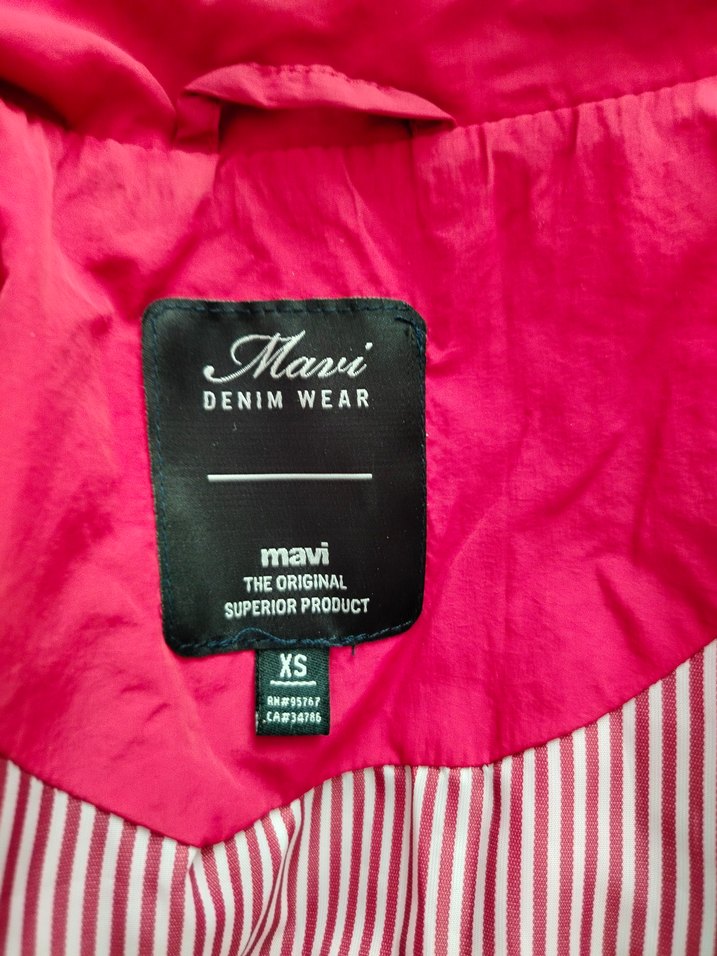 Mavi
DENIM WEAR
mavi
THE ORIGINAL
SUPERIOR PRODUCT
XS
RN#95767
CA#34786